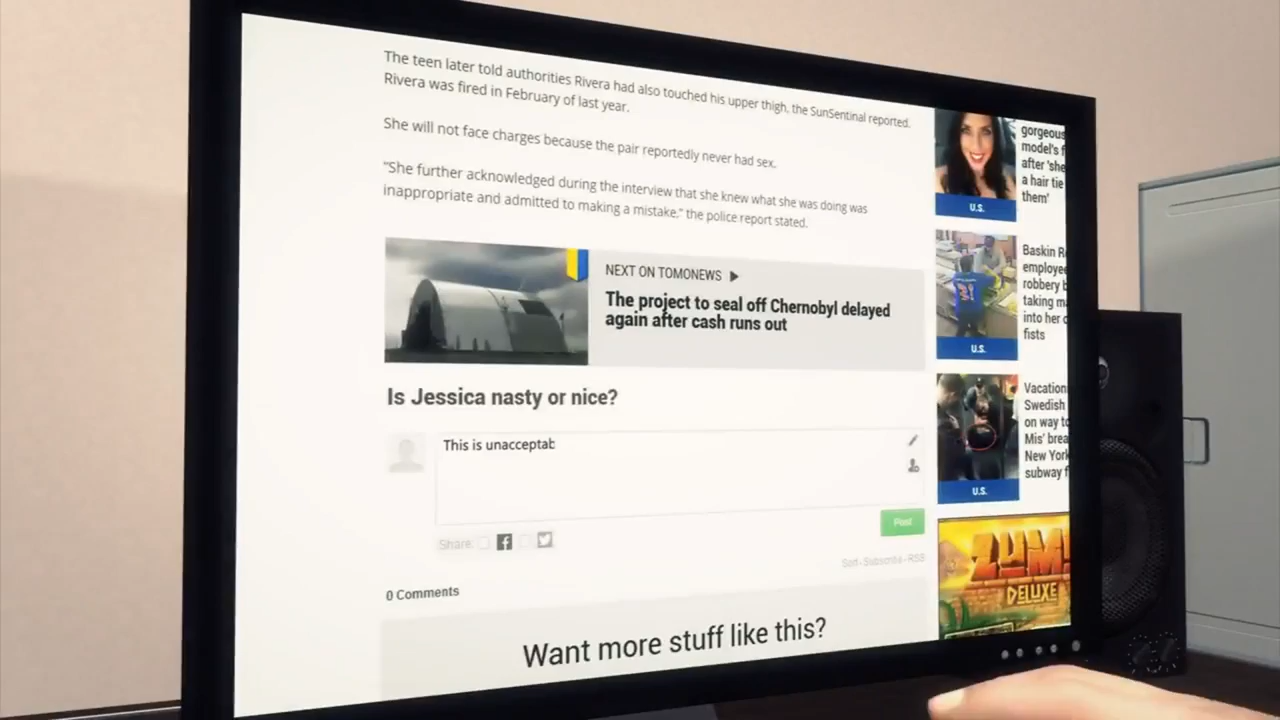 The teen later told authorities Rivera had also touched his upper thigh, the SunSentinal reported.
Rivera was fired in February of last year.
She will not face charges because the pair reportedly never had sex.
"She further acknowledged during the interview that she knew what she was doing was
inappropriate and admitted to making a mistake," the police report stated.
NEXT ON TOMONEWS
The project to seal off Chernobyl delayed
again after cash runs out
Is Jessica nasty or nice?
This is unacceptab
Post
Share:
Sort - Subscribe - RSS
0 Comments
Want more stuff like this?
gorgeous
model's f
after 'she
a hair tie
them'
U.S.
Baskin R
employee
robbery b
taking m
into her
fists
U.S.
Vacation
Swedish
on way to
Mis' brea
New York
subway f
U.S.
ZUM
DELUXE